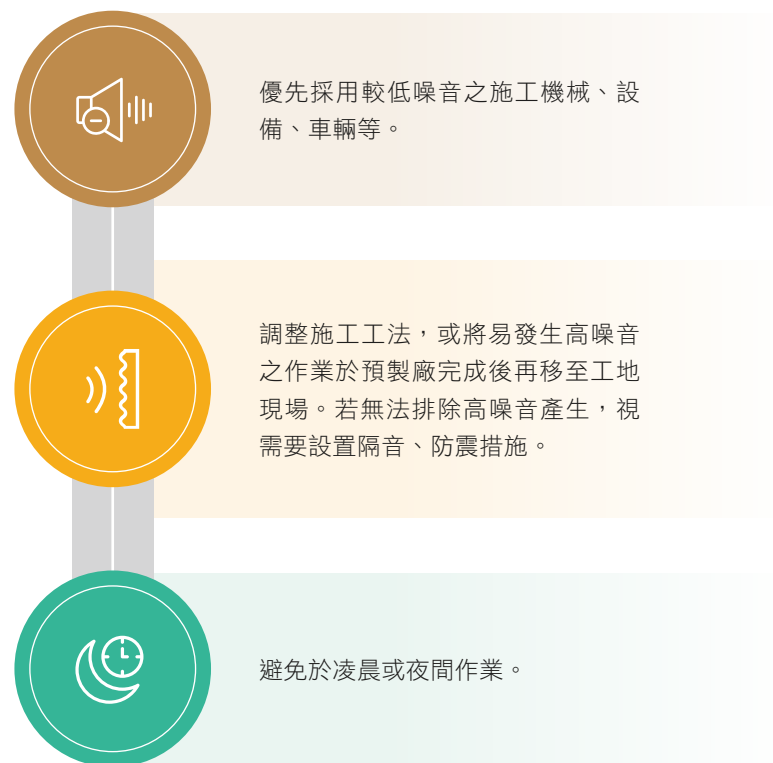 優先採用較低噪音之施工機械、設
備、車輛等。
調整施工工法，或將易發生高噪音
之作業於預製廠完成後再移至工地
現場。若無法排除高噪音產生，視
需要設置隔音、防震措施。
避免於凌晨或夜間作業。